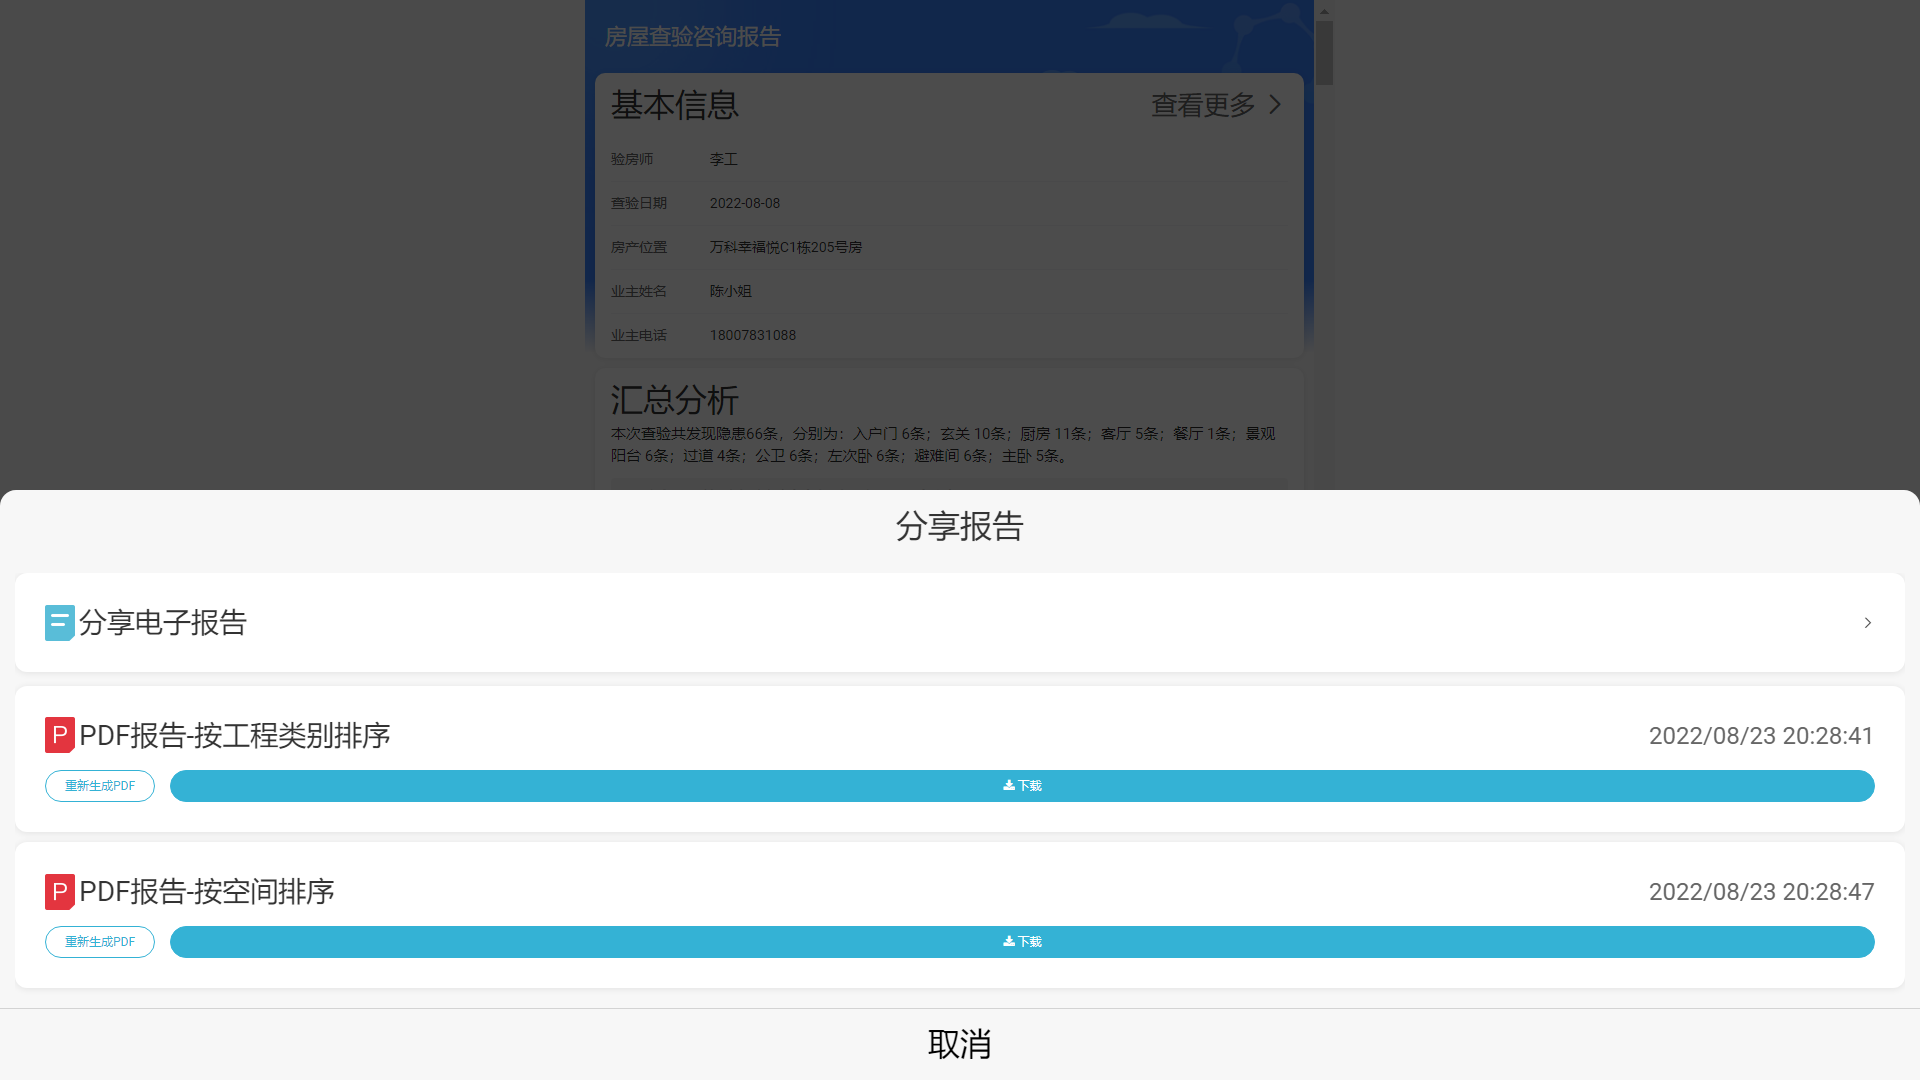 房屋查验咨询报告
基本信息
查看更多
验房师 李工
查验日期 2022-08-08
房产位置 万科幸福悦C1栋205号房
业主姓名 陈小姐
业主电话 18007831088
汇总分析
本次查验共发现隐患66条，分别为：入户门 6条；玄关 10条；厨房 11条；客厅 5条；餐厅 1条；景观
阳台 6条；过道 4条；公卫 6条；左次卧 6条；避难间 6条；主卧 5条。
分享报告
分享电子报告
PDF报告-按工程类别排序
2022/08/23 20:28:41
重新生成PDF
下载
PDF报告-按空间排序
2022/08/23 20:28:47
重新生成PDF
下载
取消